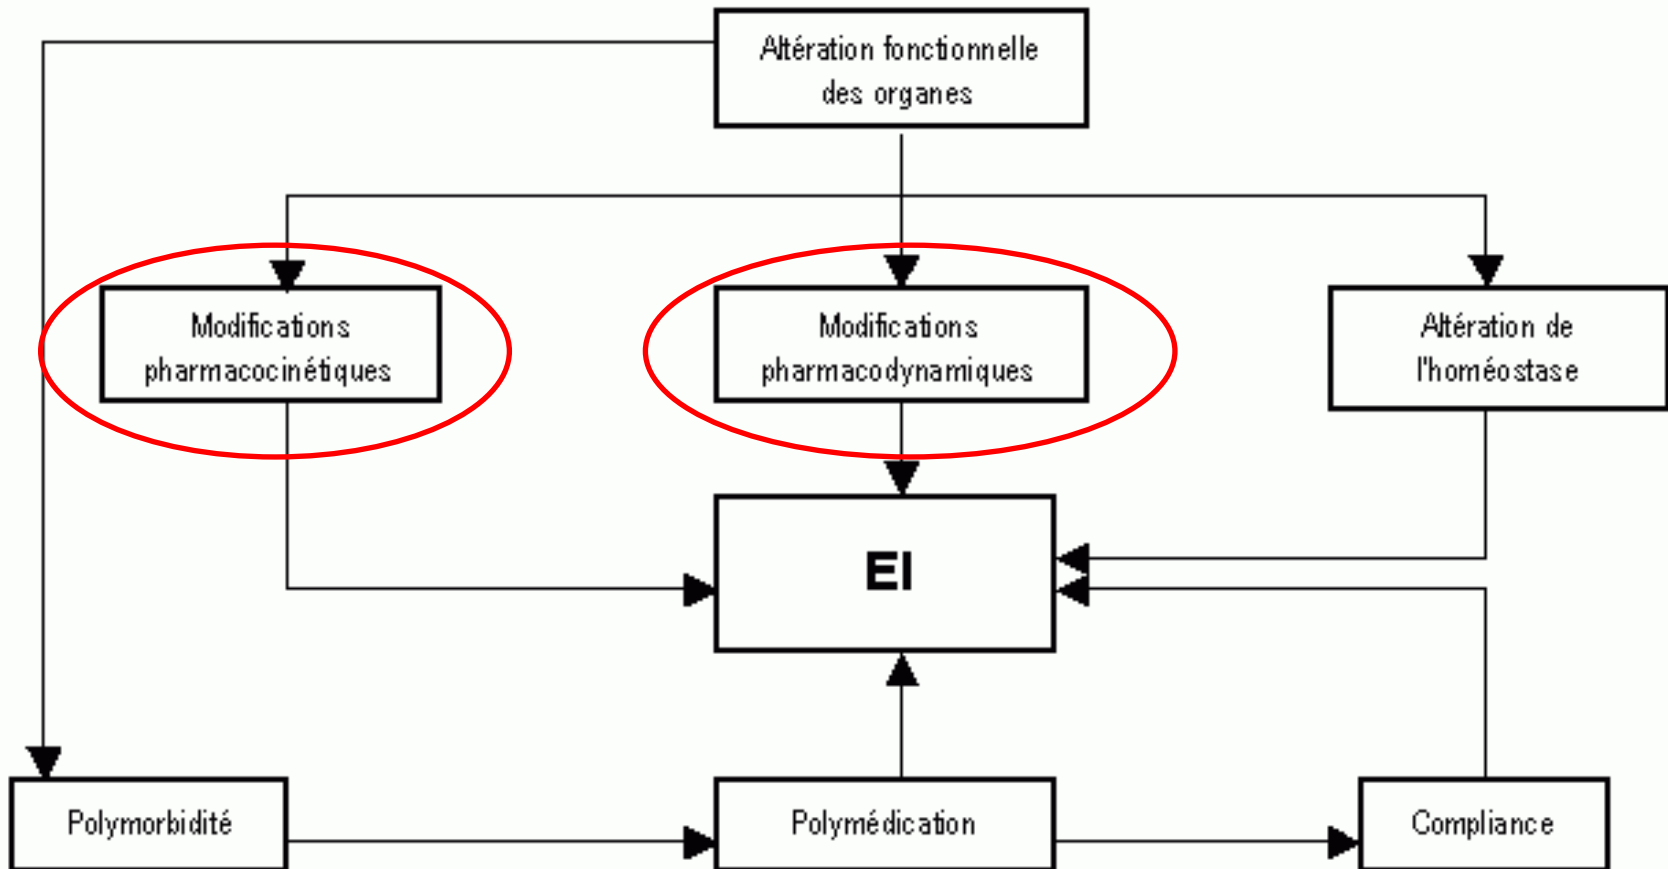 Altération fonctionnelle
des organes
Modifications
pharmacocinétiques
Modifications
pharmacodynamiques
Altération de
l'homéostase
EI
Polymorbidité
Polymédication
Compliance